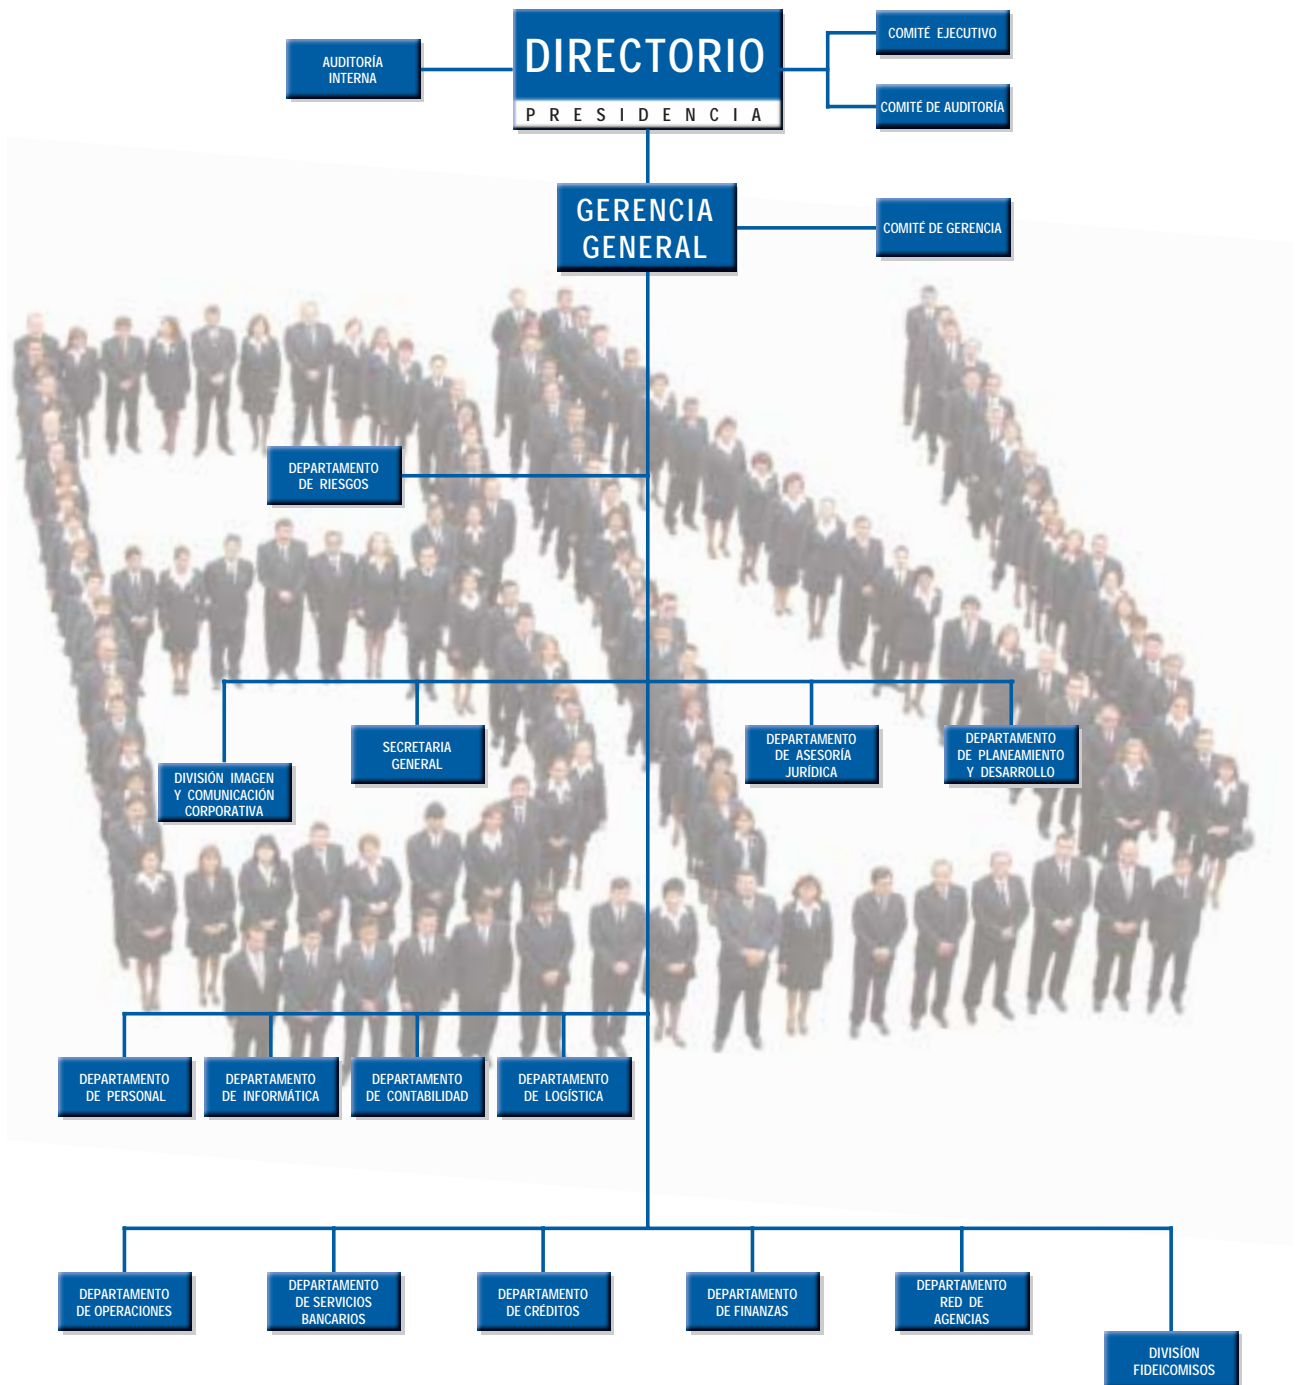 DIRECTORIO
PRESIDENCIA
AUDITORÍA
INTERNA
COMITÉ EJECUTIVO
COMITÉ DE AUDITORÍA
GERENCIA
GENERAL
COMITÉ DE GERENCIA
DEPARTAMENTO
DE RIESGOS
DIVISIÓN IMAGEN
Y COMUNICACIÓN
CORPORATIVA
SECRETARIA
GENERAL
DEPARTAMENTO
DE ASESORÍA
JURÍDICA
DEPARTAMENTO
DE PLANEAMIENTO
Y DESARROLLO
DEPARTAMENTO
DE PERSONAL
DEPARTAMENTO
DE INFORMÁTICA
DEPARTAMENTO
DE CONTABILIDAD
DEPARTAMENTO
DE LOGÍSTICA
DEPARTAMENTO
DE OPERACIONES
DEPARTAMENTO
DE SERVICIOS
BANCARIOS
DEPARTAMENTO
DE CRÉDITOS
DEPARTAMENTO
DE FINANZAS
DEPARTAMENTO
RED DE
AGENCIAS
DIVISÍON
FIDEICOMISOS